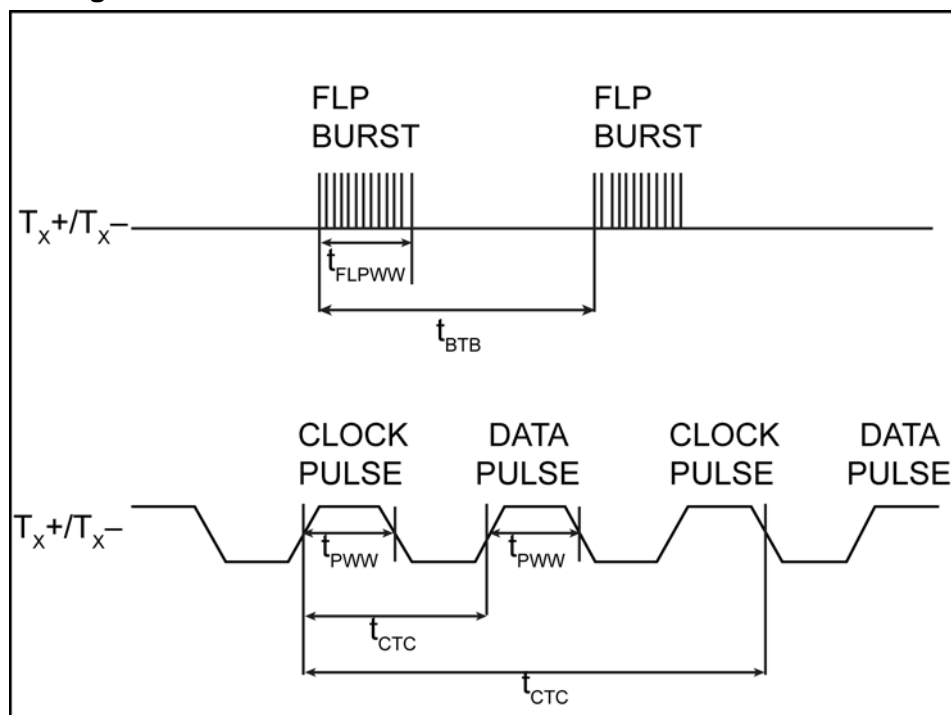 FLP
BURST
FLP
BURST
TX+/TX–
tFLPWW
tBTB
CLOCK
PULSE
DATA
PULSE
CLOCK
PULSE
DATA
PULSE
TX+/TX–
tPWW
tPWW
tCTC
tCTC